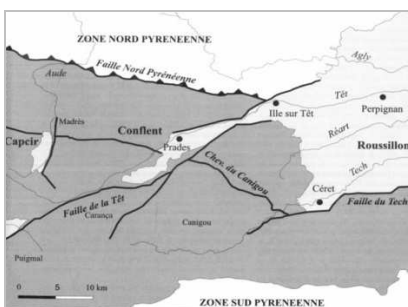 ZONE NORD PYRENEENNE
Agly
Aude
Faille Nord Pyrénéenne
Têt
Madrès
Ille sur Têt
Perpignan
Capcir
Conflent
Réart
Prades
Roussillon
Chev. du Canigou
Tech
Céret
Faille de la Têt
Faille du Tech
Carança
Canigou
Puigmal
0 5 10 km
ZONE SUD PYRENEENNE